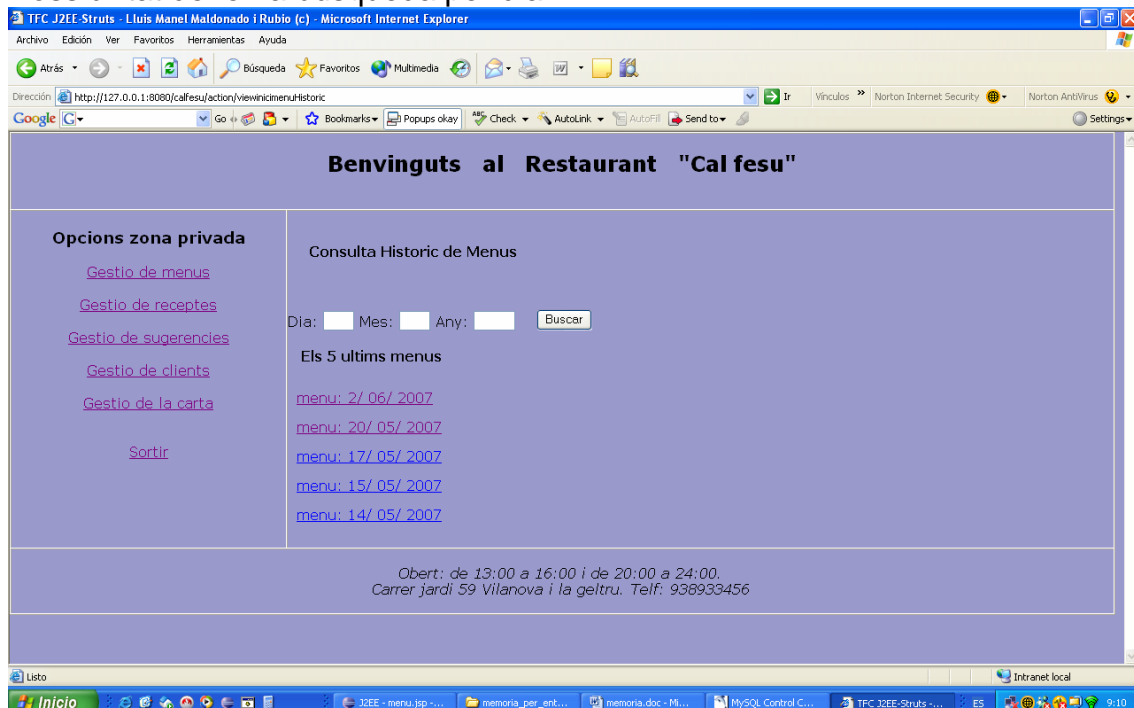 TFC J2EE-Struts - Lluis Manel Maldonado i Rubio (c) - Microsoft Internet Explorer
Archivo Edición Ver Favoritos Herramientas Ayuda
Atrás Búsqueda Favoritos Multimedia
Dirección http://127.0.0.1:8080/calfesu/action/viewinicimenuHistoric Ir Vínculos » Norton Internet Security Norton AntiVirus
Google G Go Bookmarks Popups okay Check AutoLink AutoFill Send to Settings
Benvinguts al Restaurant "Cal fesu"
Opcions zona privada
Gestio de menus
Gestio de receptes
Gestio de sugerencies
Gestio de clients
Gestio de la carta
Sortir
Consulta Historic de Menus
Dia: Mes: Any: Buscar
Els 5 ultims menus
menu: 2/ 06/ 2007
menu: 20/ 05/ 2007
menu: 17/ 05/ 2007
menu: 15/ 05/ 2007
menu: 14/ 05/ 2007
Obert: de 13:00 a 16:00 i de 20:00 a 24:00.
Carrer jardi 59 Vilanova i la geltru. Telf: 938933456
Listo Intranet local
Inicio J2EE - menu.jsp -... memoria_per_ent... memoria.doc - Mi... MySQL Control C... TFC J2EE-Struts -... ES 9:10